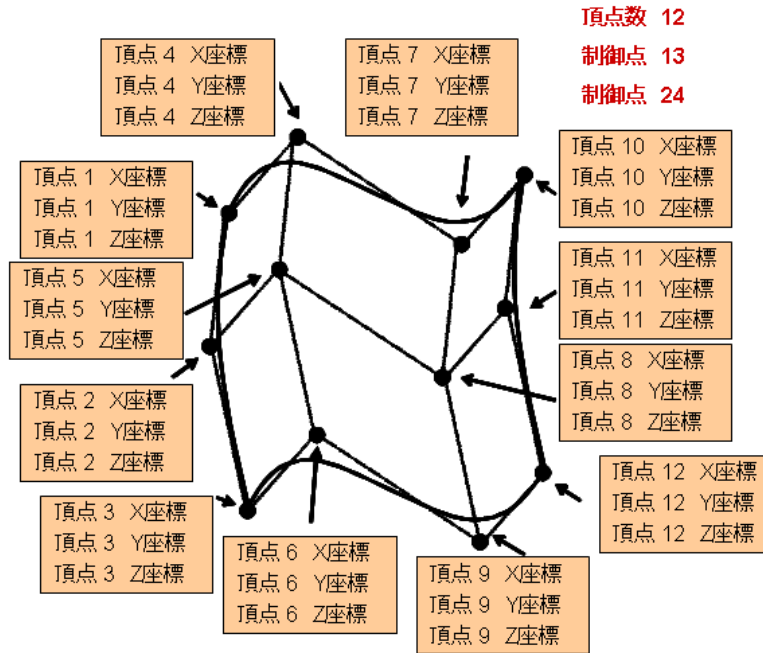 頂点数 12
制御点 13
制御点 24
頂点 4 X座標
頂点 4 Y座標
頂点 4 Z座標
頂点 7 X座標
頂点 7 Y座標
頂点 7 Z座標
頂点 10 X座標
頂点 10 Y座標
頂点 10 Z座標
頂点 1 X座標
頂点 1 Y座標
頂点 1 Z座標
頂点 11 X座標
頂点 11 Y座標
頂点 11 Z座標
頂点 5 X座標
頂点 5 Y座標
頂点 5 Z座標
頂点 8 X座標
頂点 8 Y座標
頂点 8 Z座標
頂点 2 X座標
頂点 2 Y座標
頂点 2 Z座標
頂点 12 X座標
頂点 12 Y座標
頂点 12 Z座標
頂点 3 X座標
頂点 3 Y座標
頂点 3 Z座標
頂点 6 X座標
頂点 6 Y座標
頂点 6 Z座標
頂点 9 X座標
頂点 9 Y座標
頂点 9 Z座標